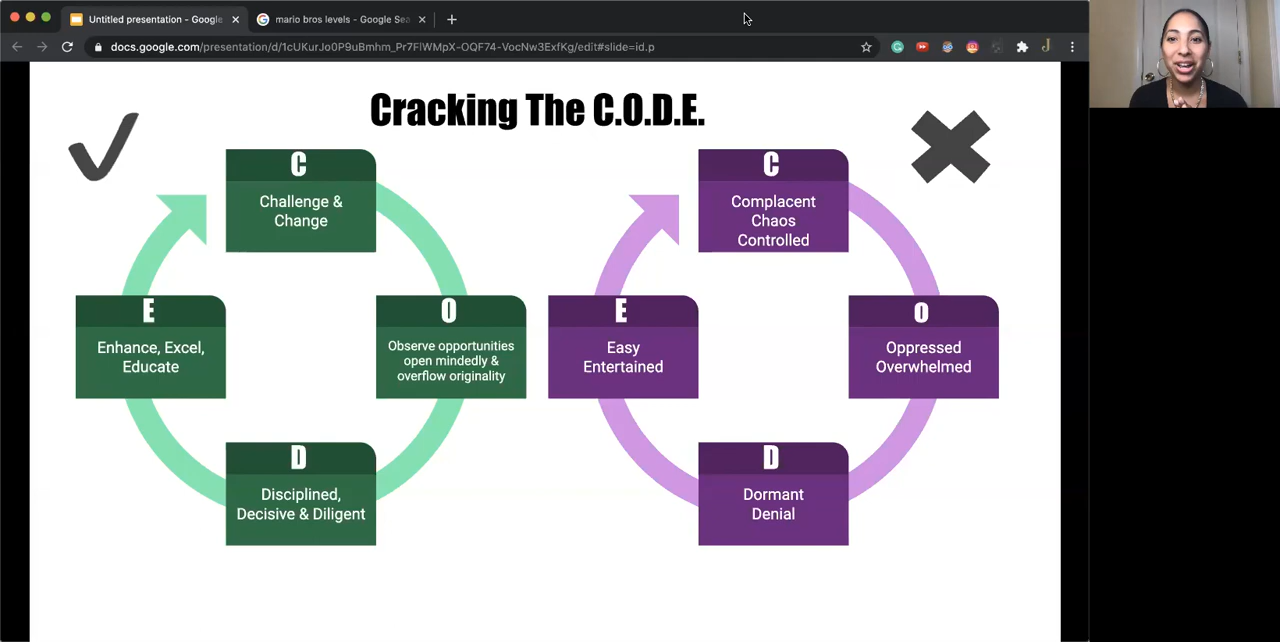 Untitled presentation - Google
mario bros levels - Google Sea
docs.google.com/presentation/d/1cUKurJo0P9uBmhm_Pr7FlWMpX-OQF74-VocNw3ExfKg/edit#slide=id.p
Cracking The C.O.D.E.
C
Challenge &
Change
E
Enhance, Excel,
Educate
O
Observe opportunities
open mindedly &
overflow originality
D
Disciplined,
Decisive & Diligent
C
Complacent
Chaos
Controlled
E
Easy
Entertained
O
Oppressed
Overwhelmed
D
Dormant
Denial